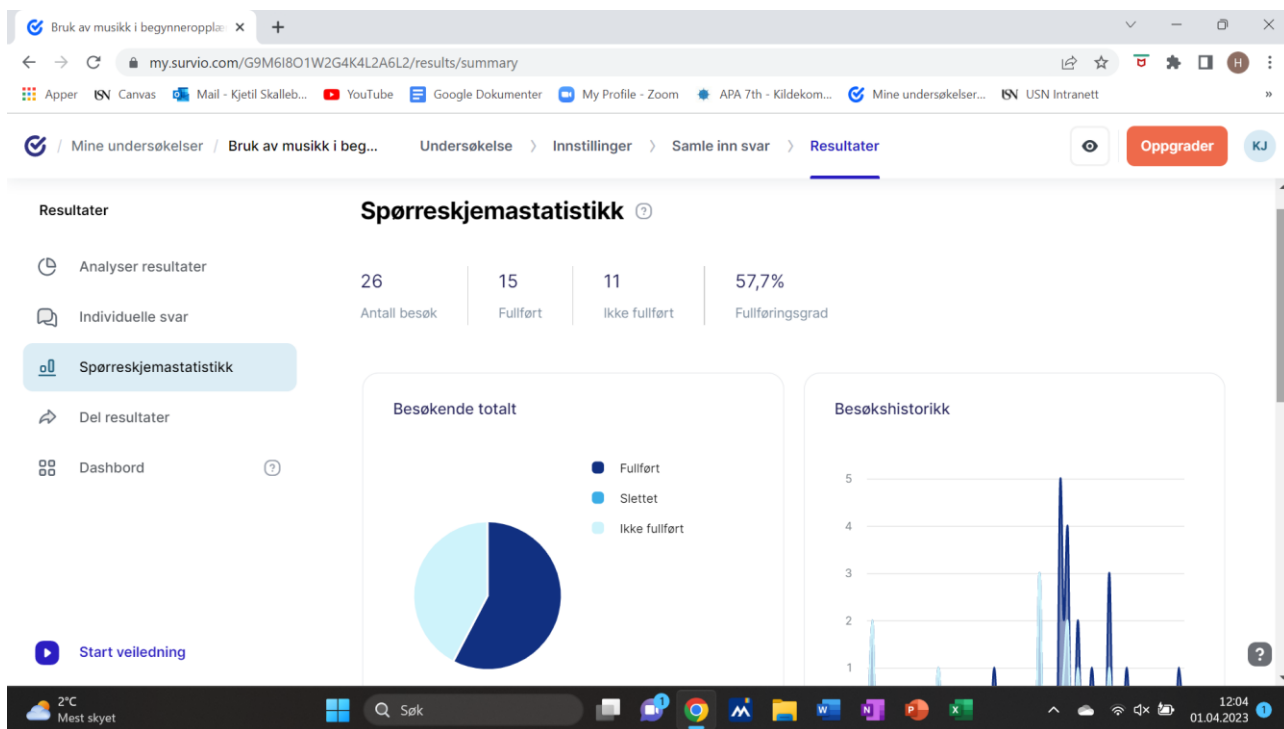 Bruk av musikk i begynneropplæ
my.survio.com/G9M6I8O1W2G4K4L2A6L2/results/summary
H
Apper Canvas Mail - Kjetil Skalleb... YouTube Google Dokumenter My Profile - Zoom APA 7th - Kildekom... Mine undersøkelser... USN Intranett »
/ Mine undersøkelser / Bruk av musikk i beg... Undersøkelse Innstillinger Samle inn svar Resultater Oppgrader KJ
Resultater
Analyser resultater
Individuelle svar
Spørreskjemastatistikk
Del resultater
Dashbord ?
Start veiledning
Spørreskjemastatistikk ?
26 15 11 57,7%
Antall besøk Fullført Ikke fullført Fullføringsgrad
Besøkende totalt
Fullført
Slettet
Ikke fullført
Besøkshistorikk
5
4
3
2
1
?
2°C
Mest skyet
Søk
1
12:04
01.04.2023
1